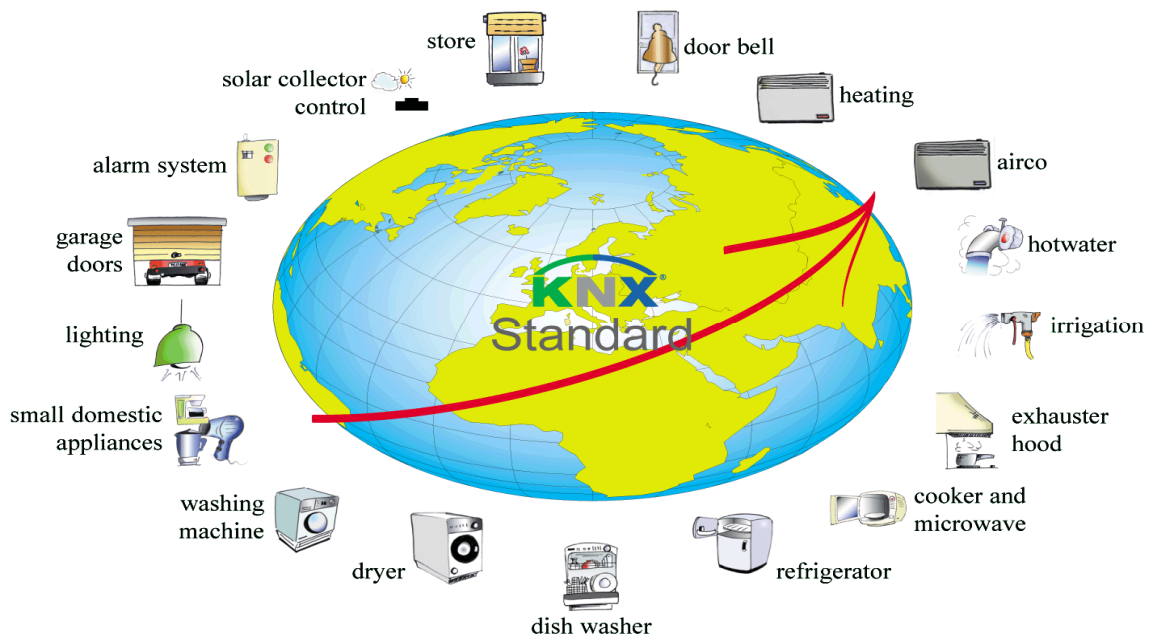 store
door bell
solar collector
control
heating
alarm system
airco
garage
doors
hotwater
KNX®
Standard
lighting
irrigation
small domestic
appliances
exhauster
hood
washing
machine
cooker and
microwave
dryer
refrigerator
dish washer